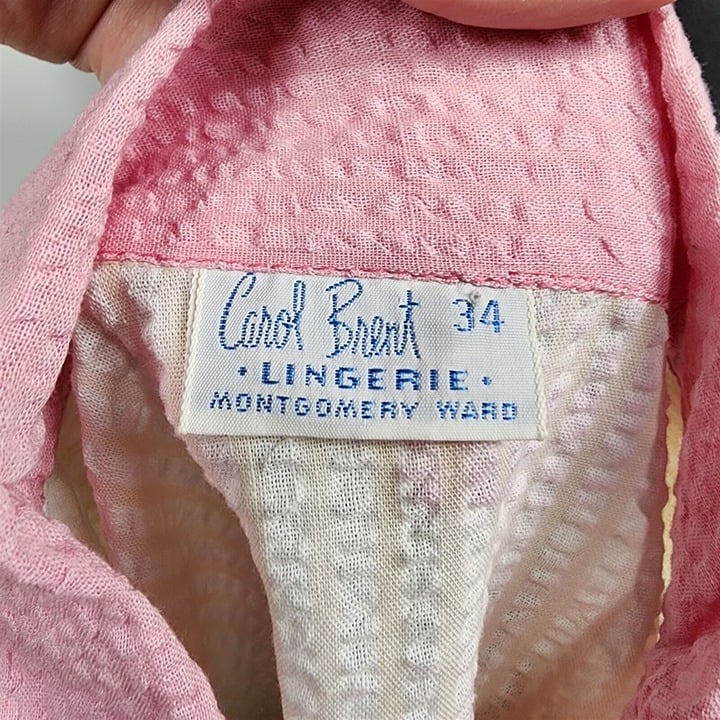 Carol Brent 34
• LINGERIE •
MONTGOMERY WARD